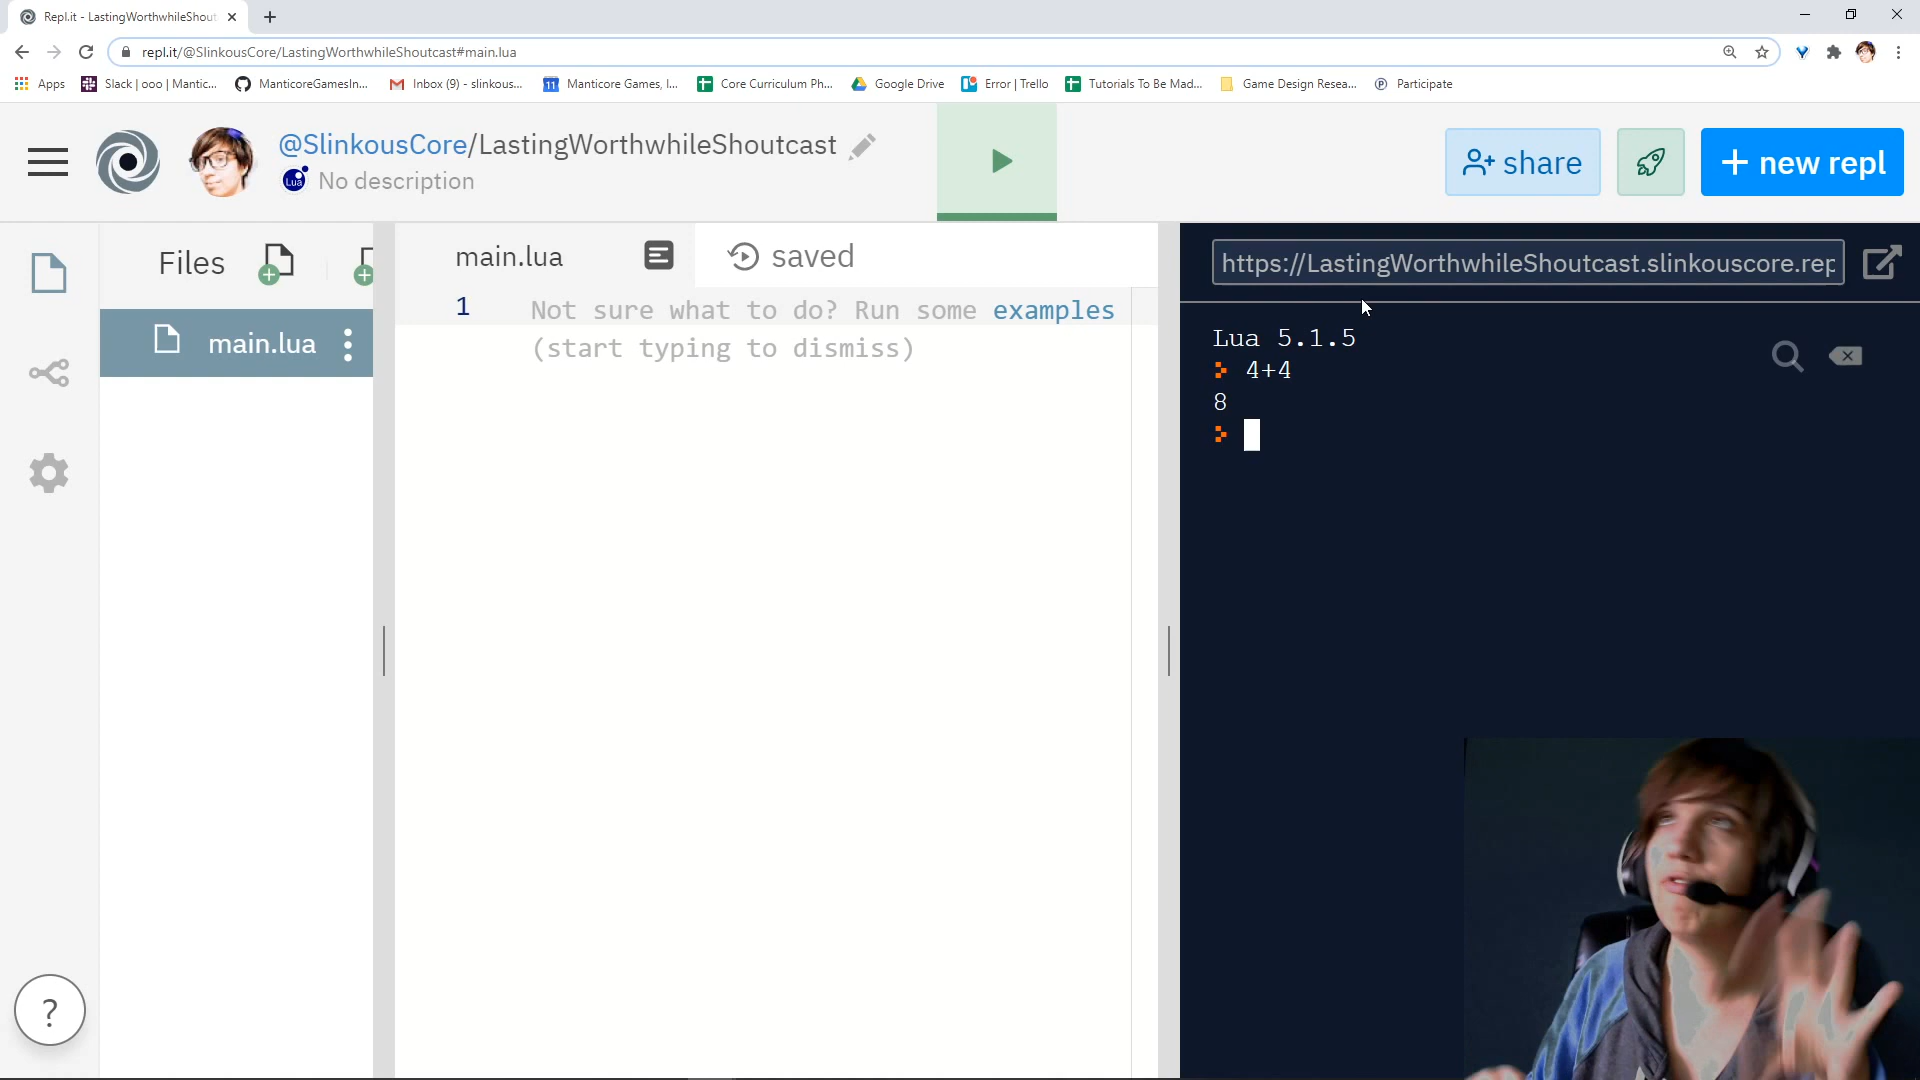 Repl.it - LastingWorthwhileShout
repl.it/@SlinkousCore/LastingWorthwhileShoutcast#main.lua
Apps
Slack | ooo | Mantic...
ManticoreGamesIn...
Inbox (9) - slinkous...
11
Manticore Games, I...
Core Curriculum Ph...
Google Drive
Error | Trello
Tutorials To Be Mad...
Game Design Resea...
Participate
@SlinkousCore/LastingWorthwhileShoutcast
Lua
No description
share
+ new repl
Files
main.lua
main.lua
saved
1
Not sure what to do? Run some examples
(start typing to dismiss)
https://LastingWorthwhileShoutcast.slinkouscore.rep
Lua 5.1.5
> 4+4
8
>
?